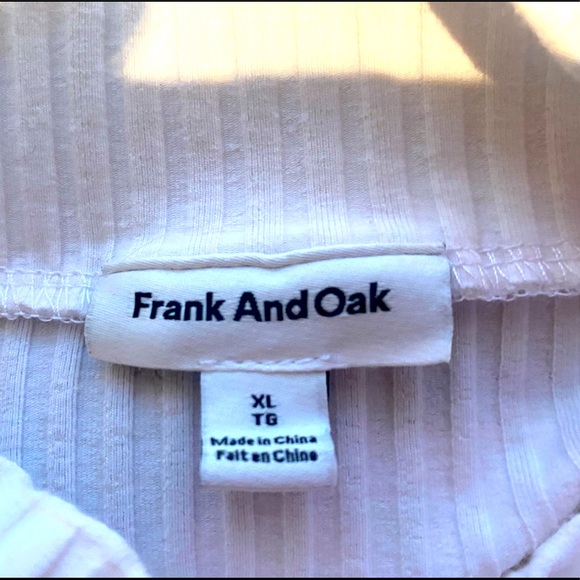 Frank And Oak
XL
TG
Made in China
Fait en Chine